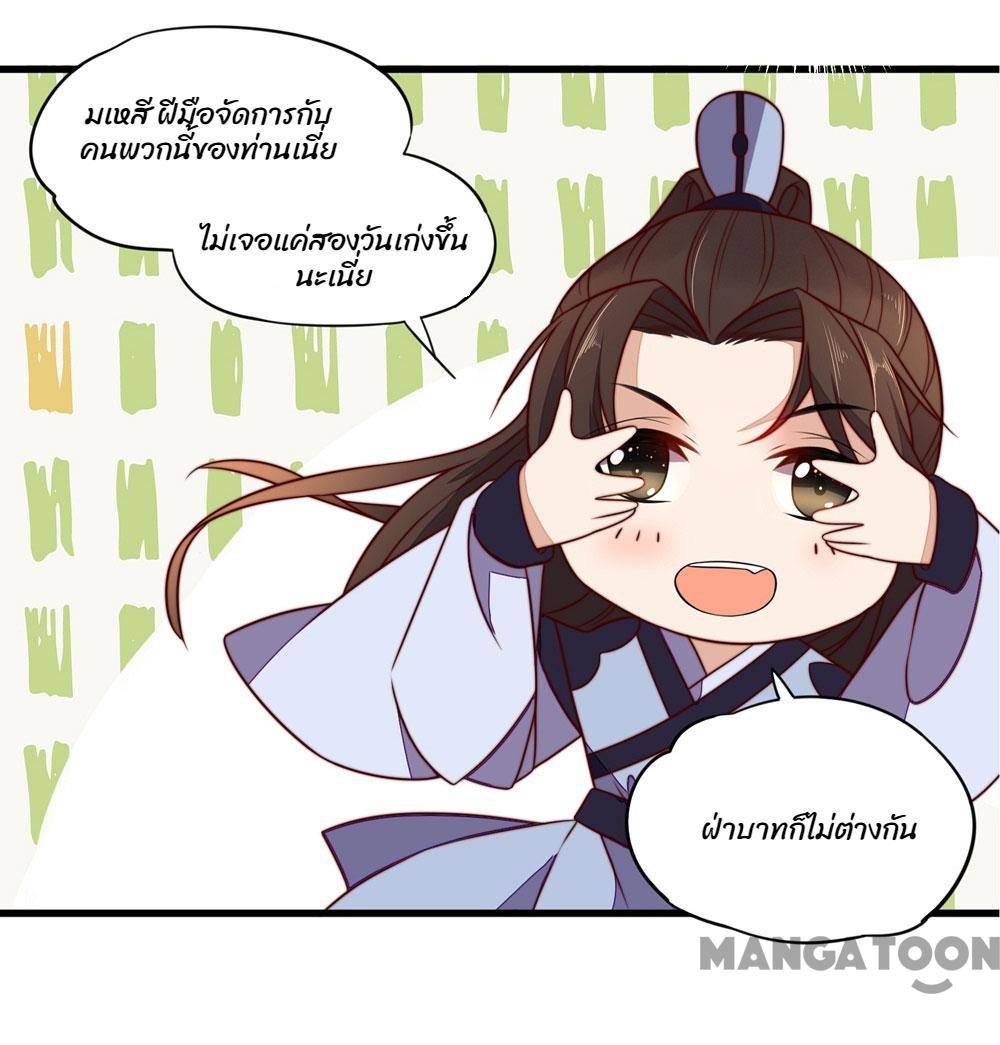 มเหสี ฝีมือจัดการกับ
คนพวกนี้ของท่านเนี่ย
ไม่เจอแค่สองวันเก่งขึ้น
นะเนี่ย
ฝ่าบาทก็ไม่ต่างกัน
MANGATOON